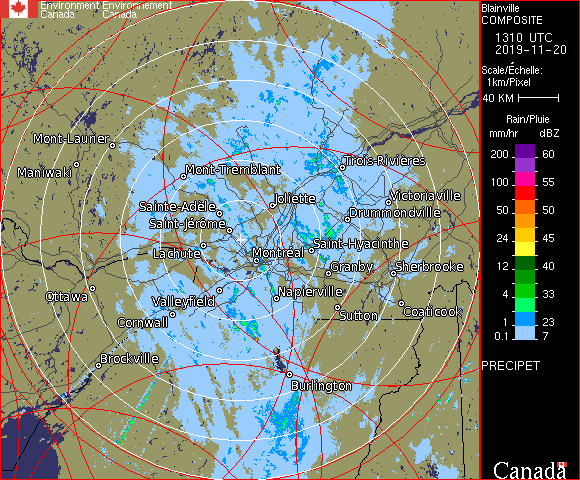 Environment Environnement
Canada Canada
Blainville
COMPOSITE
1310 UTC
2019-11-20
Scale/Échelle:
1km/Pixel
40 KM
Rain/Pluie
mm/hr dBZ
200 60
100 55
50 50
24 45
12 40
4 33
1 23
0.1 7
PRECIPET
Canada
Mont-Laurier
Maniwaki
Mont-Tremblant
Trois-Rivières
Joliette
Victoriaville
Sainte-Adèle
Drummondville
Saint-Jérôme
Saint-Hyacinthe
Lachute
Montréal
Granby
Sherbrooke
Ottawa
Valleyfield
Napierville
Cornwall
Sutton
Coaticook
Brockville
Burlington